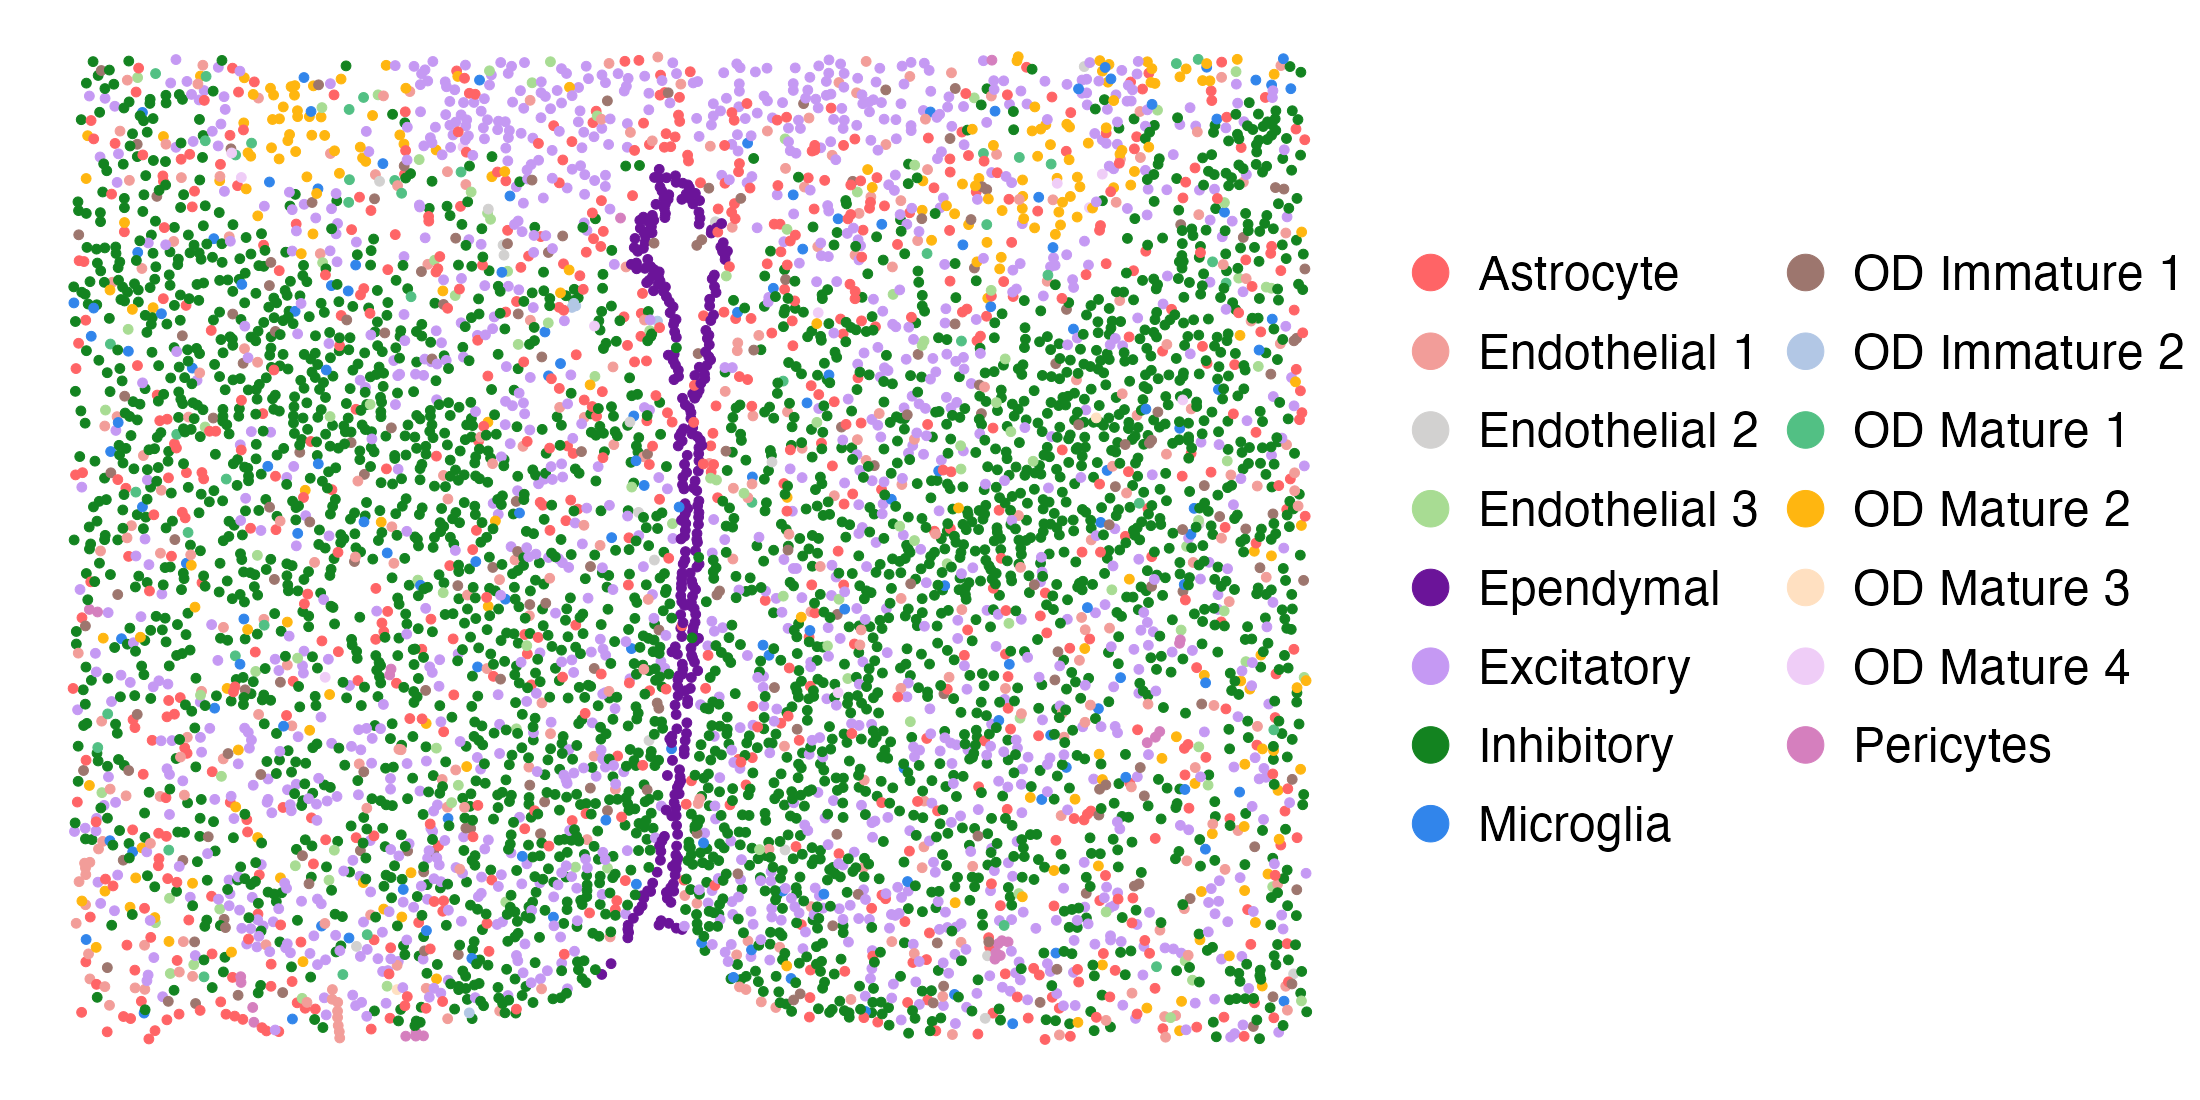 Astrocyte
Endothelial 1
Endothelial 2
Endothelial 3
Ependymal
Excitatory
Inhibitory
Microglia
OD Immature 1
OD Immature 2
OD Mature 1
OD Mature 2
OD Mature 3
OD Mature 4
Pericytes